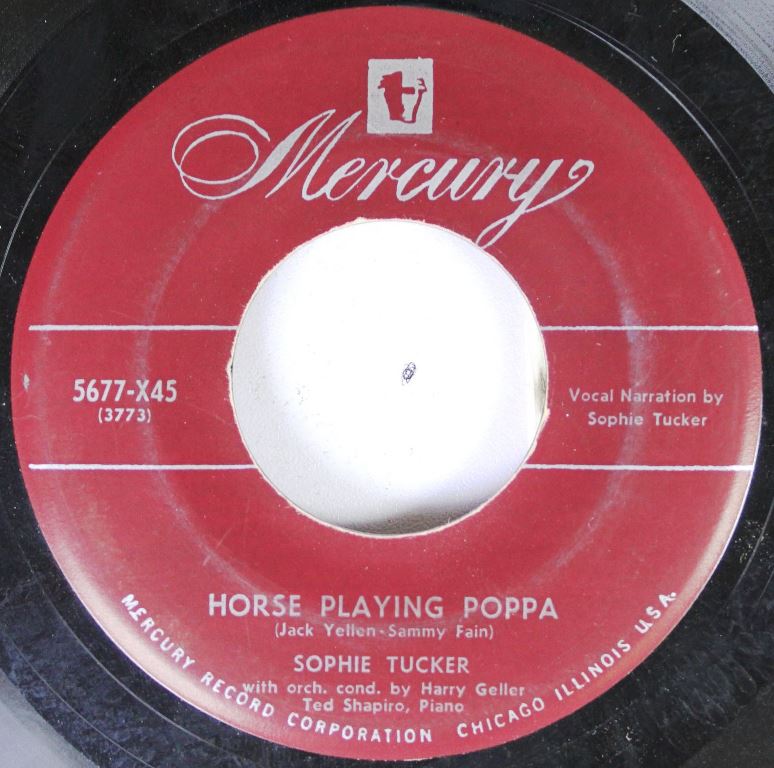 Mercury
5677-X45
(3773)
Vocal Narration by
Sophie Tucker
HORSE PLAYING POPPA
(Jack Yellen-Sammy Fain)
SOPHIE TUCKER
with orch. cond. by Harry Geller
Ted Shapiro, Piano
MERCURY RECORD CORPORATION CHICAGO ILLINOIS U.S.A.